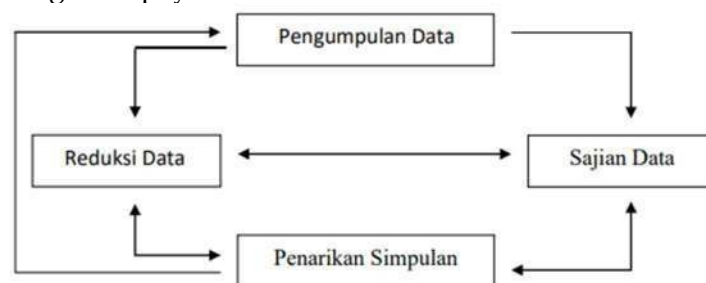 Pengumpulan Data
Reduksi Data
Sajian Data
Penarikan Simpulan